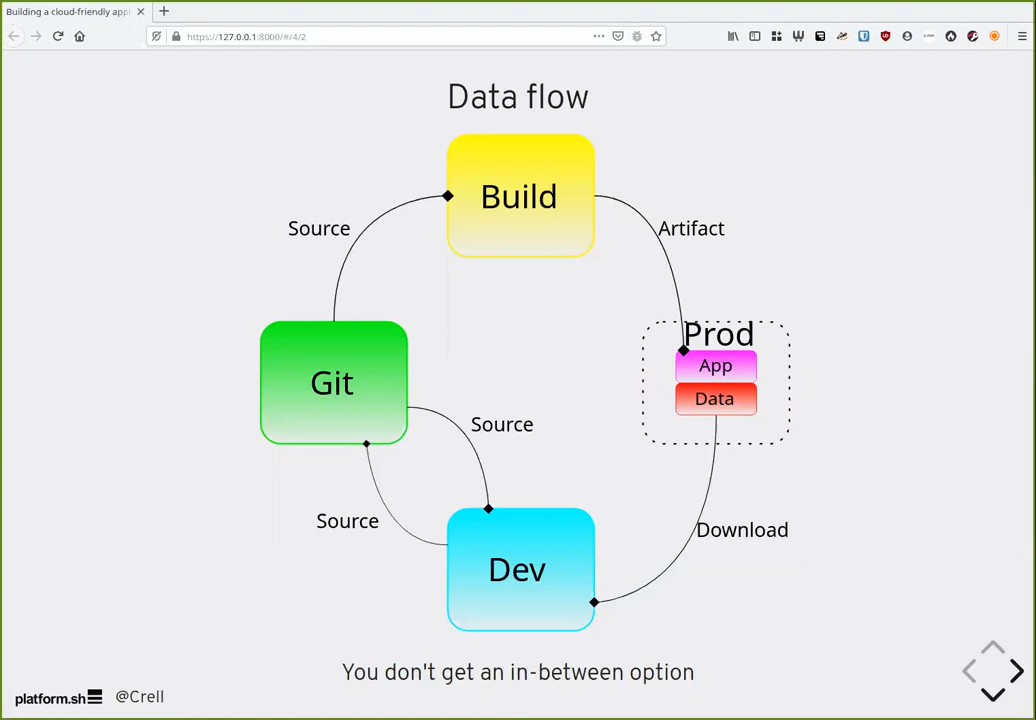 Building a cloud-friendly app
https://127.0.0.1:8000/#/4/2
Data flow
Build
Source
Artifact
Prod
App
Data
Git
Source
Source
Download
Dev
You don't get an in-between option
platform.sh
@Crell